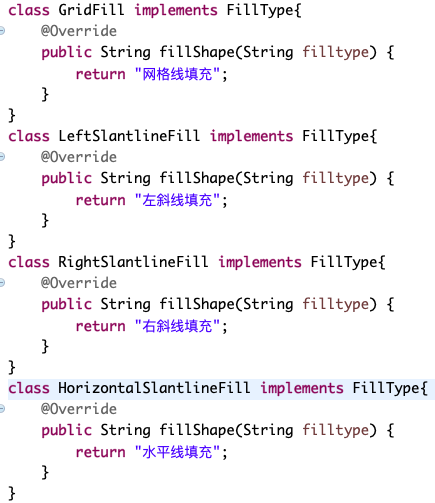 class GridFill implements FillType{
    @Override
    public String fillShape(String filltype) {
        return "网格线填充";
    }
}
class LeftSlantlineFill implements FillType{
    @Override
    public String fillShape(String filltype) {
        return "左斜线填充";
    }
}
class RightSlantlineFill implements FillType{
    @Override
    public String fillShape(String filltype) {
        return "右斜线填充";
    }
}
class HorizontalSlantlineFill implements FillType{
    @Override
    public String fillShape(String filltype) {
        return "水平线填充";
    }
}